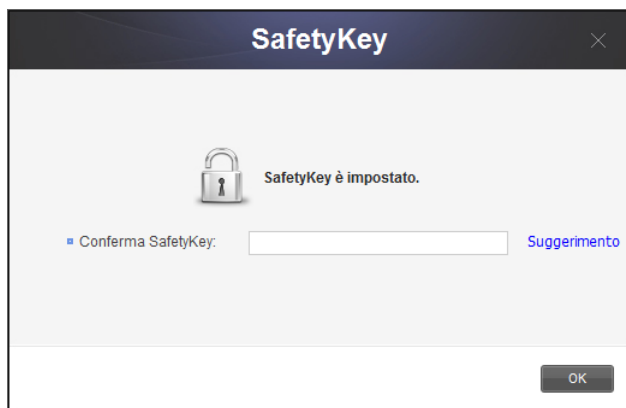 SafetyKey
SafetyKey è impostato.
Conferma SafetyKey:
Suggerimento
OK